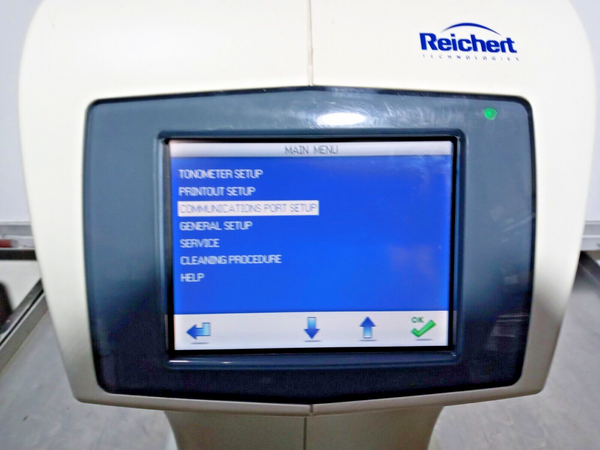 Reichert
TECHNOLOGIES
MAIN MENU
TONOMETER SETUP
PRINTOUT SETUP
COMMUNICATIONS PORT SETUP
GENERAL SETUP
SERVICE
CLEANING PROCEDURE
HELP
OK